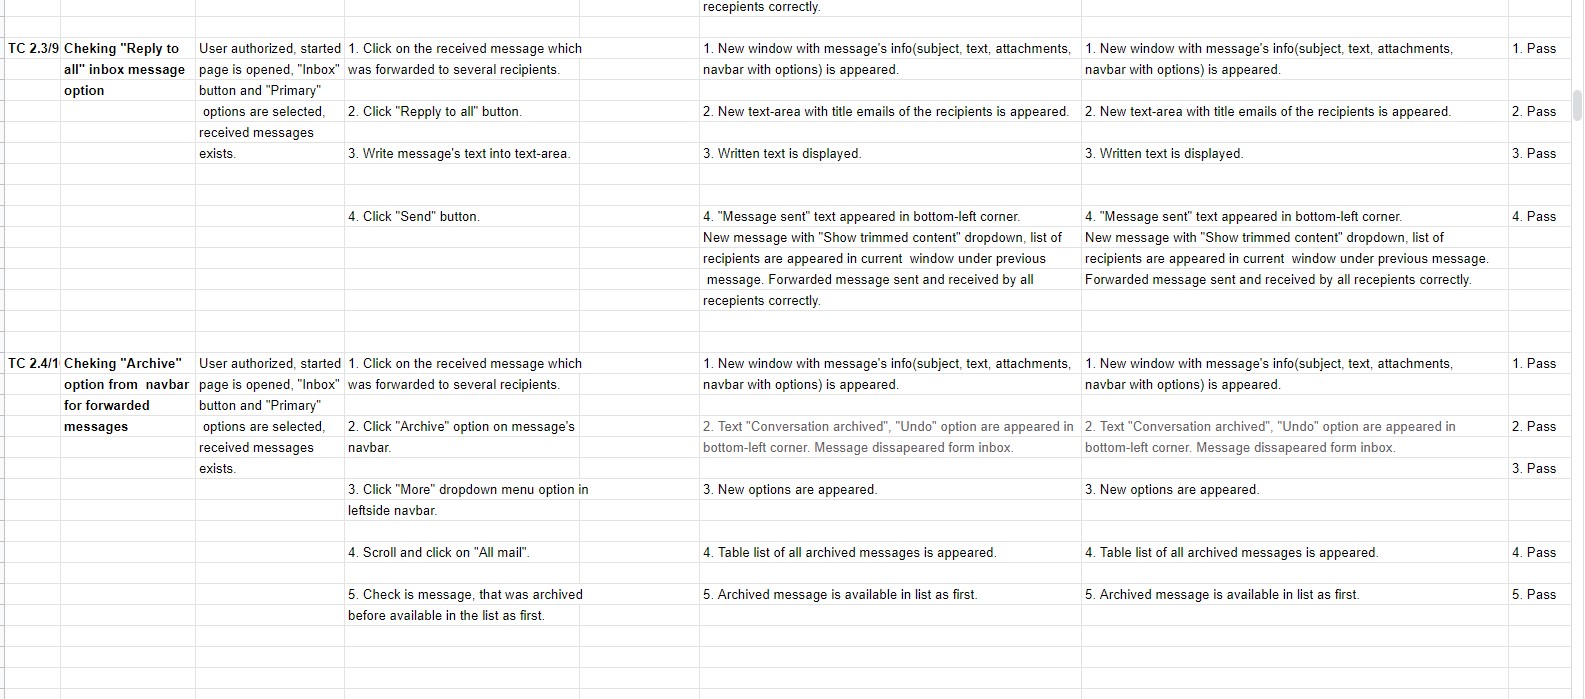 recepients correctly.
TC 2.3/9 Cheking "Reply to User authorized, started 1. Click on the received message which 1. New window with message's info(subject, text, attachments, 1. New window with message's info(subject, text, attachments, 1. Pass
all" inbox message page is opened, "Inbox" was forwarded to several recipients. navbar with options) is appeared. navbar with options) is appeared.
option button and "Primary"
options are selected, 2. Click "Repply to all" button. 2. New text-area with title emails of the recipients is appeared. 2. New text-area with title emails of the recipients is appeared. 2. Pass
received messages
exists. 3. Write message's text into text-area. 3. Written text is displayed. 3. Written text is displayed. 3. Pass
4. Click "Send" button. 4. "Message sent" text appeared in bottom-left corner. 4. "Message sent" text appeared in bottom-left corner. 4. Pass
New message with "Show trimmed content" dropdown, list of New message with "Show trimmed content" dropdown, list of
recipients are appeared in current window under previous recipients are appeared in current window under previous message.
message. Forwarded message sent and received by all Forwarded message sent and received by all recepients correctly.
recepients correctly.
TC 2.4/1 Cheking "Archive" User authorized, started 1. Click on the received message which 1. New window with message's info(subject, text, attachments, 1. New window with message's info(subject, text, attachments, 1. Pass
option from navbar page is opened, "Inbox" was forwarded to several recipients. navbar with options) is appeared. navbar with options) is appeared.
for forwarded button and "Primary"
messages options are selected, 2. Click "Archive" option on message's 2. Text "Conversation archived", "Undo" option are appeared in 2. Text "Conversation archived", "Undo" option are appeared in 2. Pass
received messages navbar. bottom-left corner. Message dissapeared form inbox. bottom-left corner. Message dissapeared form inbox.
exists. 3. Pass
3. Click "More" dropdown menu option in 3. New options are appeared. 3. New options are appeared.
leftside navbar.
4. Scroll and click on "All mail". 4. Table list of all archived messages is appeared. 4. Table list of all archived messages is appeared. 4. Pass
5. Check is message, that was archived 5. Archived message is available in list as first. 5. Archived message is available in list as first. 5. Pass
before available in the list as first.